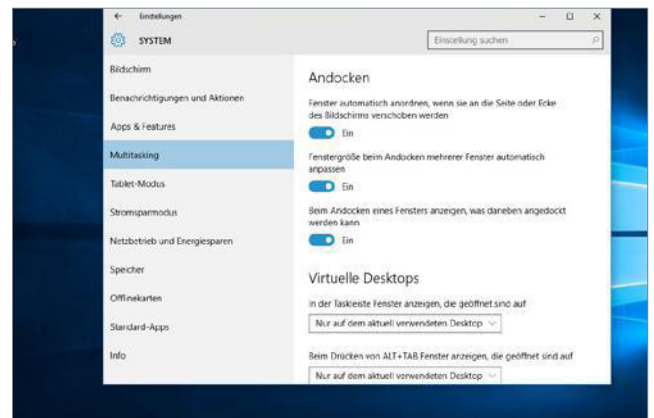 Einstellungen
SYSTEM
Einstellung suchen
Bildschirm
Benachrichtigungen und Aktionen
Apps & Features
Multitasking
Tablet-Modus
Stromsparmodus
Netzbetrieb und Energiesparen
Speicher
Offlinekarten
Standard-Apps
Info
Andocken
Fenster automatisch anordnen, wenn sie an die Seite oder Ecke
des Bildschirms verschoben werden
Ein
Fenstergröße beim Andocken mehrerer Fenster automatisch
anpassen
Ein
Beim Andocken eines Fensters anzeigen, was daneben angedockt
werden kann
Ein
Virtuelle Desktops
In der Taskleiste Fenster anzeigen, die geöffnet sind auf
Nur auf dem aktuell verwendeten Desktop
Beim Drücken von ALT+TAB Fenster anzeigen, die geöffnet sind auf
Nur auf dem aktuell verwendeten Desktop